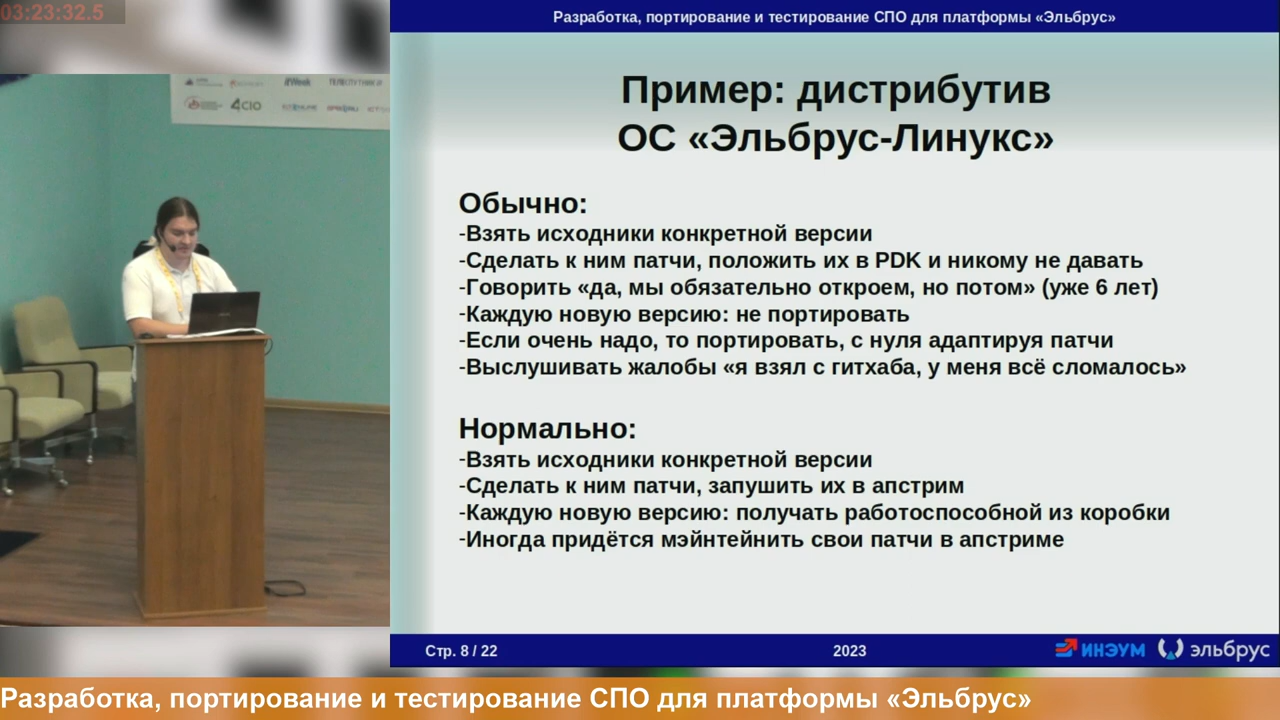 03:23:32.5
Разработка, портирование и тестирование СПО для платформы «Эльбрус»
Пример: дистрибутив
ОС «Эльбрус-Линукс»
Обычно:
-Взять исходники конкретной версии
-Сделать к ним патчи, положить их в PDK и никому не давать
-Говорить «да, мы обязательно откроем, но потом» (уже 6 лет)
-Каждую новую версию: не портировать
-Если очень надо, то портировать, с нуля адаптируя патчи
-Выслушивать жалобы «я взял с гитхаба, у меня всё сломалось»
Нормально:
-Взять исходники конкретной версии
-Сделать к ним патчи, запушить их в апстрим
-Каждую новую версию: получать работоспособной из коробки
-Иногда придётся мэйнтейнить свои патчи в апстриме
Стр. 8 / 22
2023
ИНЭУМ
эльбрус
itWeek
ТЕЛЕСПУТНИК
4CIO
Разработка, портирование и тестирование СПО для платформы «Эльбрус»